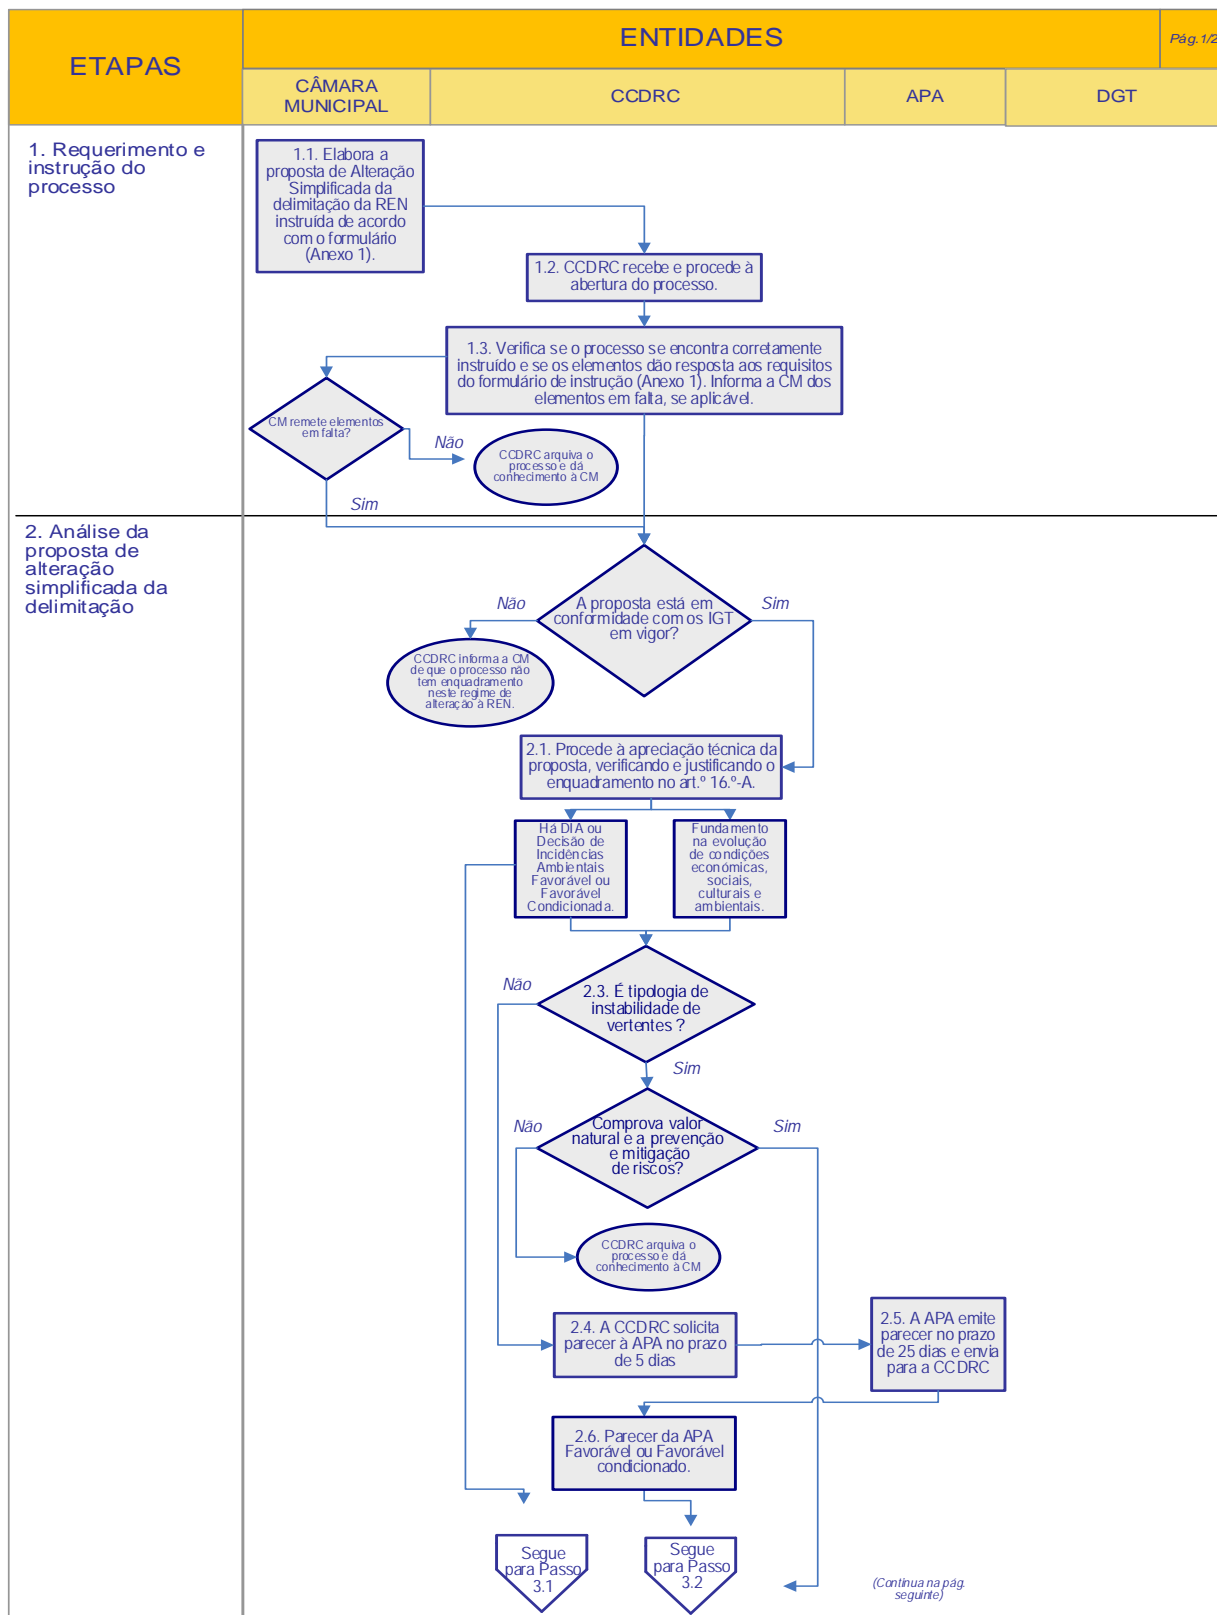 ETAPAS
ENTIDADES
Pág.1/2
CÂMARA
MUNICIPAL
CCDRC
APA
DGT
1. Requerimento e
instrução do
processo
1.1. Elabora a
proposta de Alteração
Simplificada da
delimitação da REN
instruída de acordo
com o formulário
(Anexo 1).
1.2. CCDRC recebe e procede à
abertura do processo.
1.3. Verifica se o processo se encontra corretamente
instruído e se os elementos dão resposta aos requisitos
do formulário de instrução (Anexo 1). Informa a CM dos
elementos em falta, se aplicável.
CM remete elementos
em falta?
Não
CCDRC arquiva o
processo e dá
conhecimento à CM
Sim
2. Análise da
proposta de
alteração
simplificada da
delimitação
A proposta está em
conformidade com os IGT
em vigor?
Não
Sim
CCDRC informa a CM
de que o processo não
tem enquadramento
neste regime de
alteração à REN.
2.1. Procede à apreciação técnica da
proposta, verificando e justificando o
enquadramento no art.º 16.º-A.
Há DIA ou
Decisão de
Incidências
Ambientais
Favorável ou
Favorável
Condicionada.
Fundamento
na evolução
de condições
económicas,
sociais,
culturais e
ambientais.
Não
2.3. É tipologia de
instabilidade de
vertentes ?
Sim
Não
Comprova valor
natural e a prevenção
e mitigação
de riscos?
Sim
CCDRC arquiva o
processo e dá
conhecimento à CM
2.4. A CCDRC solicita
parecer à APA no prazo
de 5 dias
2.5. A APA emite
parecer no prazo
de 25 dias e envia
para a CCDRC
2.6. Parecer da APA
Favorável ou Favorável
condicionado.
Segue
para Passo
3.1
Segue
para Passo
3.2
(Continua na pág.
seguinte)